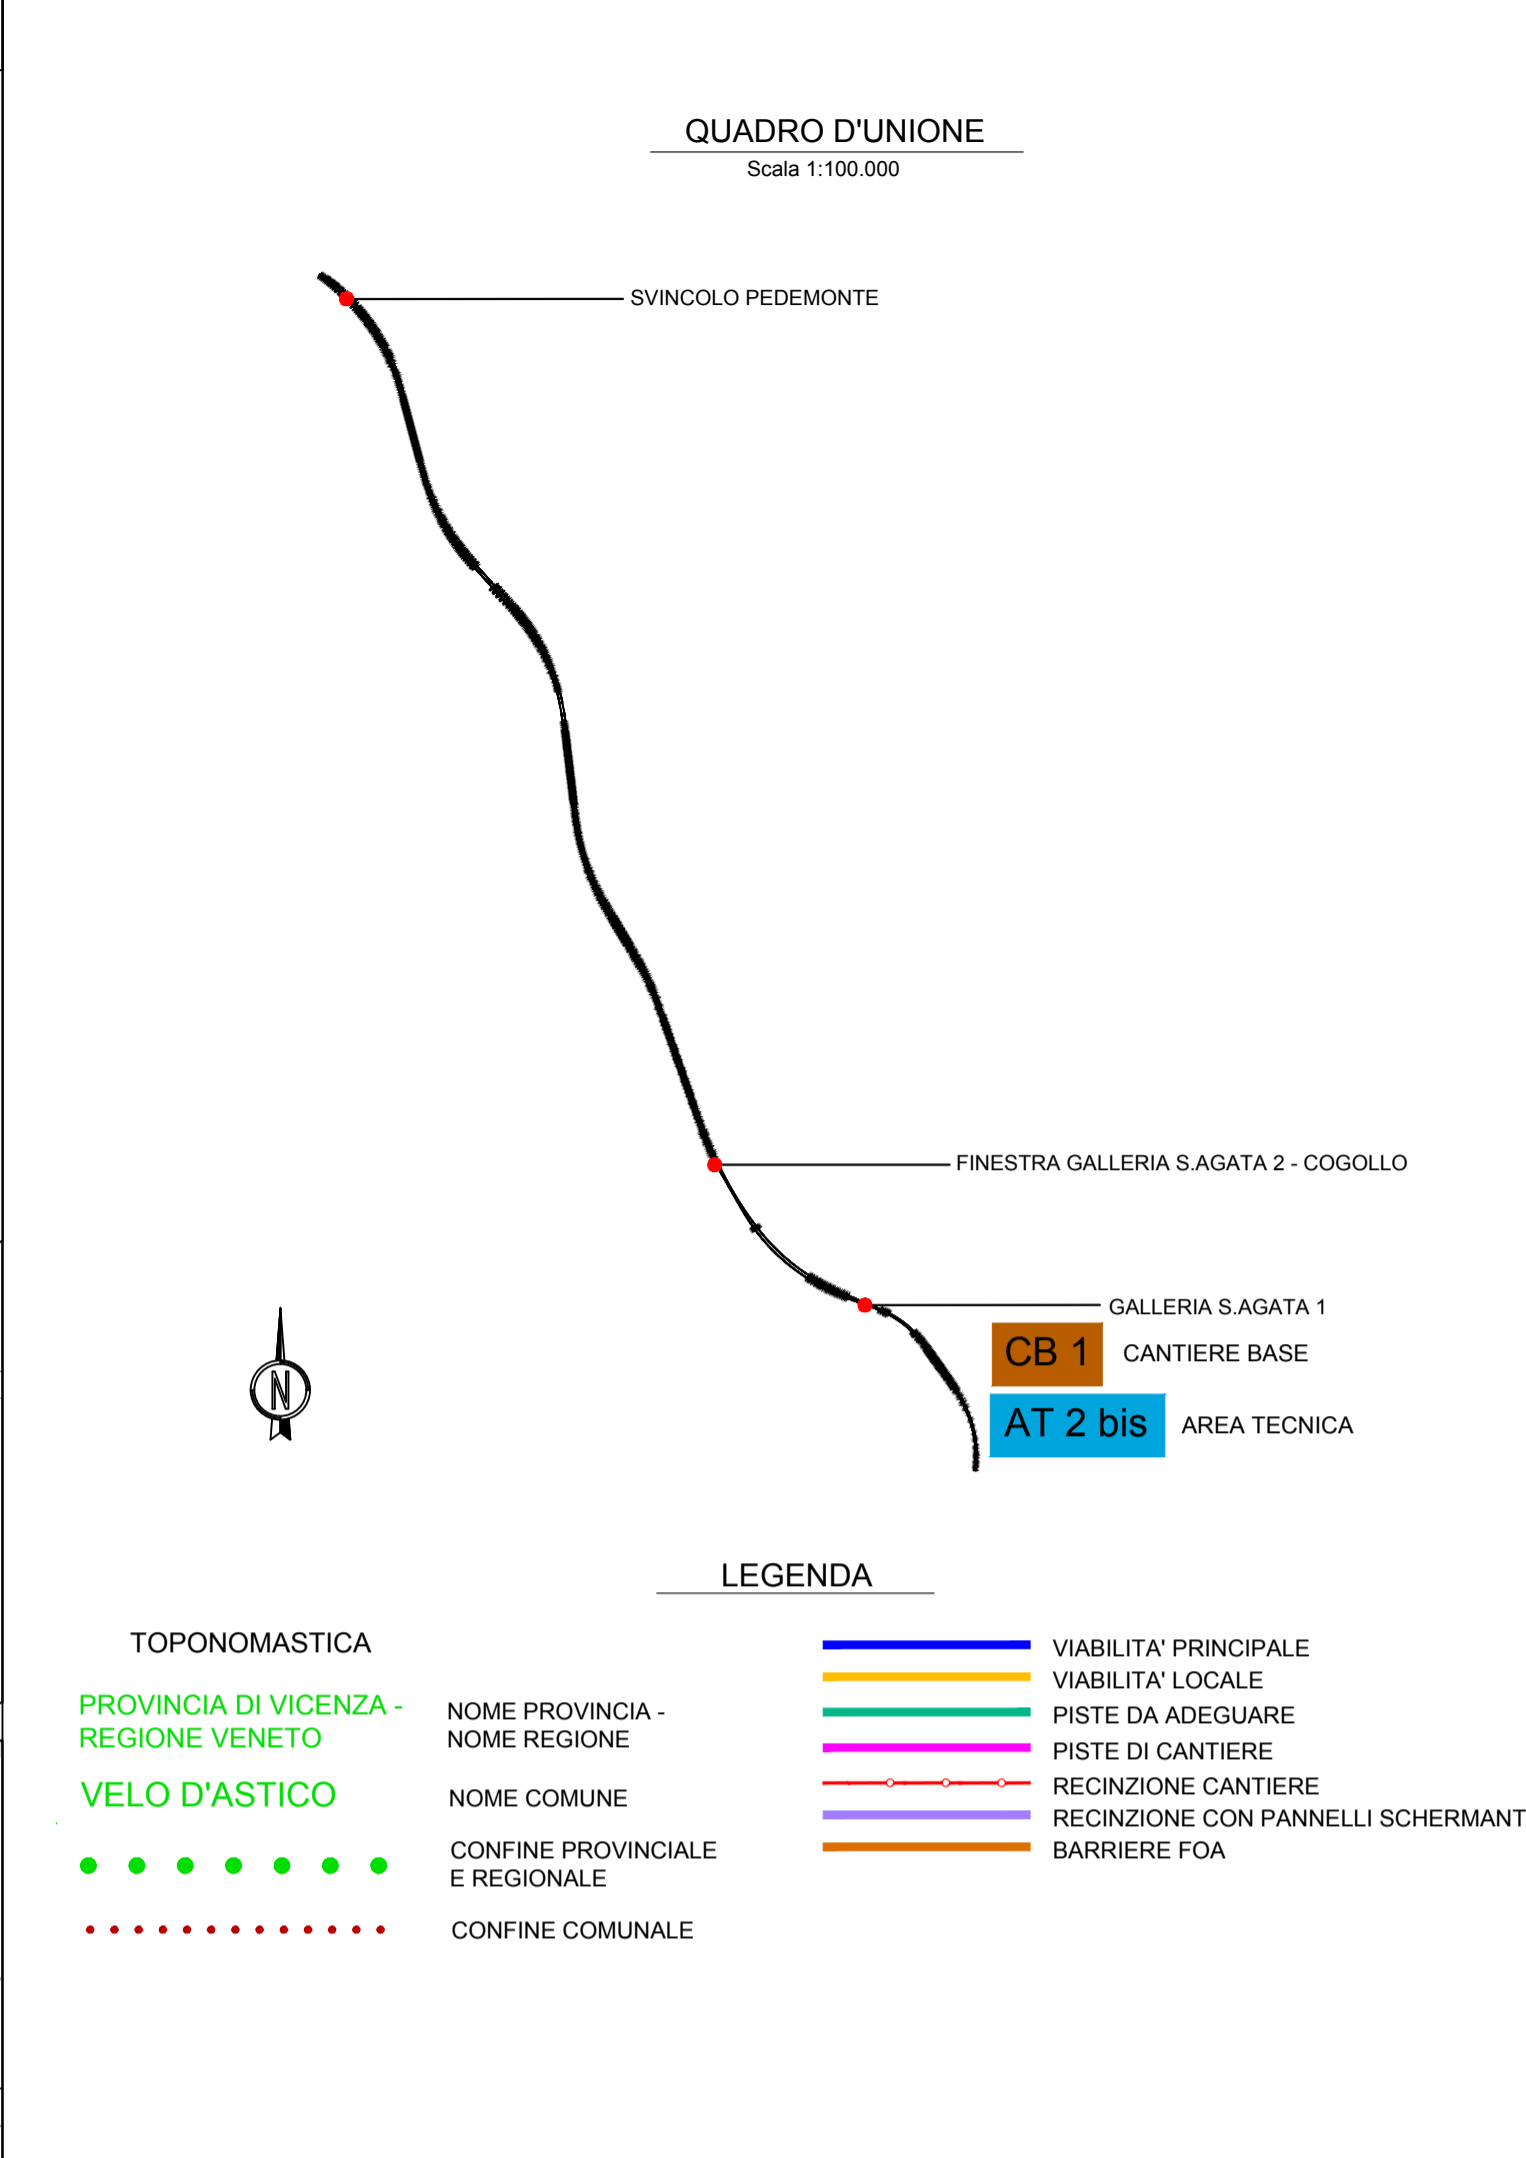 QUADRO D'UNIONE
Scala 1:100.000
SVINCOLO PEDEMONTE
FINESTRA GALLERIA S.AGATA 2 - COGOLLO
GALLERIA S.AGATA 1
CB 1 CANTIERE BASE
AT 2 bis AREA TECNICA
N
LEGENDA
TOPONOMASTICA
PROVINCIA DI VICENZA -
REGIONE VENETO
NOME PROVINCIA -
NOME REGIONE
VELO D'ASTICO
NOME COMUNE
CONFINE PROVINCIALE
E REGIONALE
CONFINE COMUNALE
VIABILITA' PRINCIPALE
VIABILITA' LOCALE
PISTE DA ADEGUARE
PISTE DI CANTIERE
RECINZIONE CANTIERE
RECINZIONE CON PANNELLI SCHERMANT
BARRIERE FOA